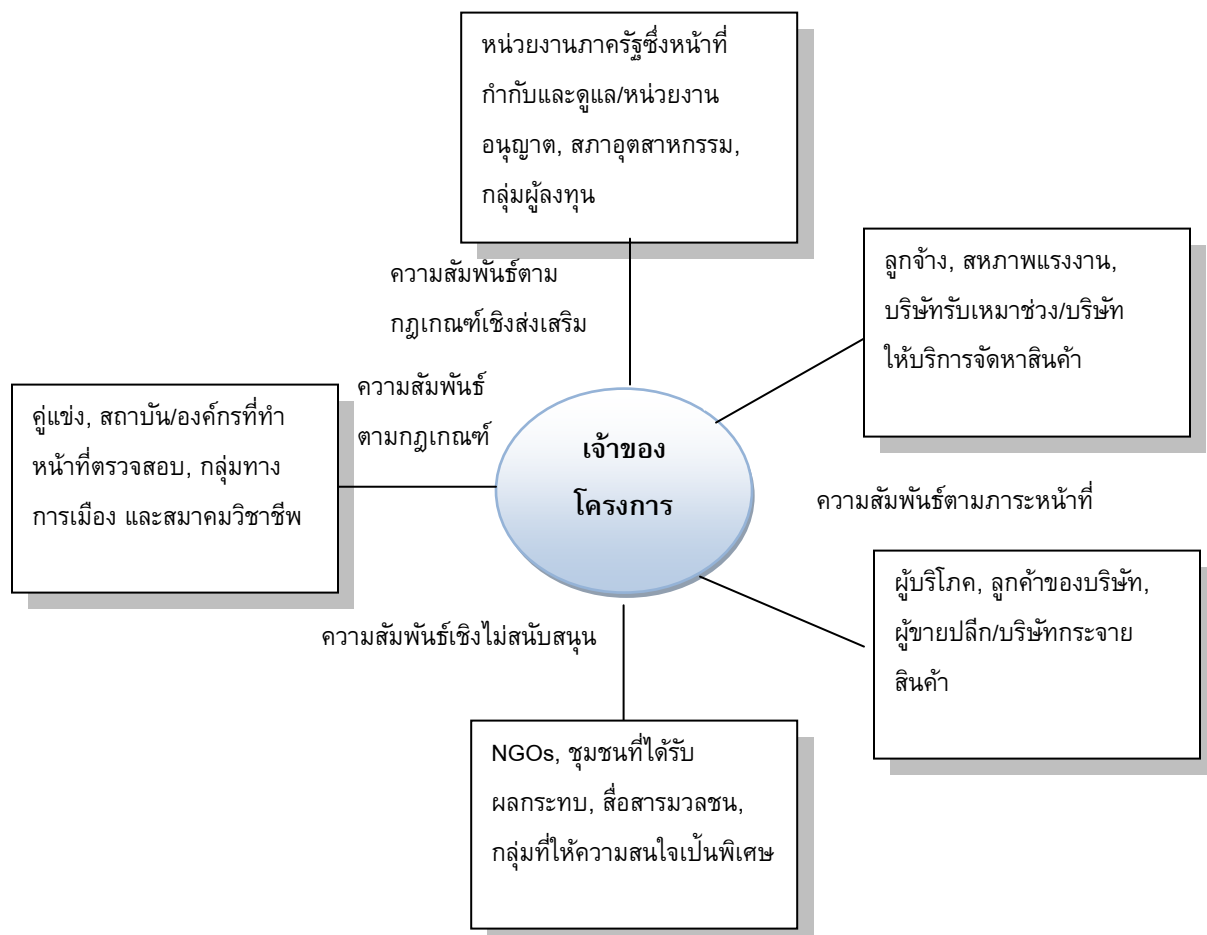 หน่วยงานภาครัฐซึ่งหน้าที่
กำกับและดูแล/หน่วยงาน
อนุญาต, สภาอุตสาหกรรม,
กลุ่มผู้ลงทุน
ความสัมพันธ์ตาม
กฎเกณฑ์เชิงส่งเสริม
ลูกจ้าง, สหภาพแรงงาน,
บริษัทรับเหมาช่วง/บริษัท
ให้บริการจัดหาสินค้า
ความสัมพันธ์
ตามกฎเกณฑ์
คู่แข่ง, สถาบัน/องค์กรที่ทำ
หน้าที่ตรวจสอบ, กลุ่มทาง
การเมือง และสมาคมวิชาชีพ
เจ้าของ
โครงการ
ความสัมพันธ์ตามภาระหน้าที่
ผู้บริโภค, ลูกค้าของบริษัท,
ผู้ขายปลีก/บริษัทกระจาย
สินค้า
ความสัมพันธ์เชิงไม่สนับสนุน
NGOs, ชุมชนที่ได้รับ
ผลกระทบ, สื่อสารมวลชน,
กลุ่มที่ให้ความสนใจเป็นพิเศษ